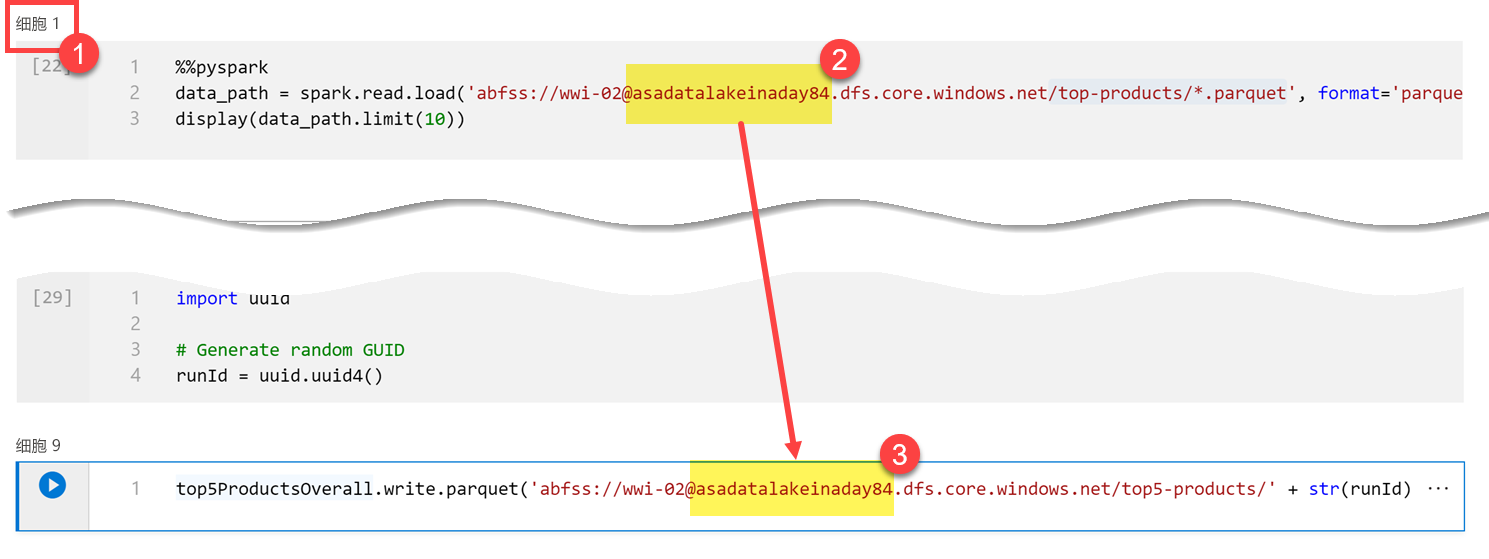 细胞 1
1
[22]
1 %%pyspark
2
2 data_path = spark.read.load('abfss://wwi-02@asadatalakeinaday84.dfs.core.windows.net/top-products/*.parquet', format='parque
3 display(data_path.limit(10))
[29]
1 import uuid
2
3 # Generate random GUID
4 runId = uuid.uuid4()
细胞 9
3
1 top5ProductsOverall.write.parquet('abfss://wwi-02@asadatalakeinaday84.dfs.core.windows.net/top5-products/' + str(runId) ···